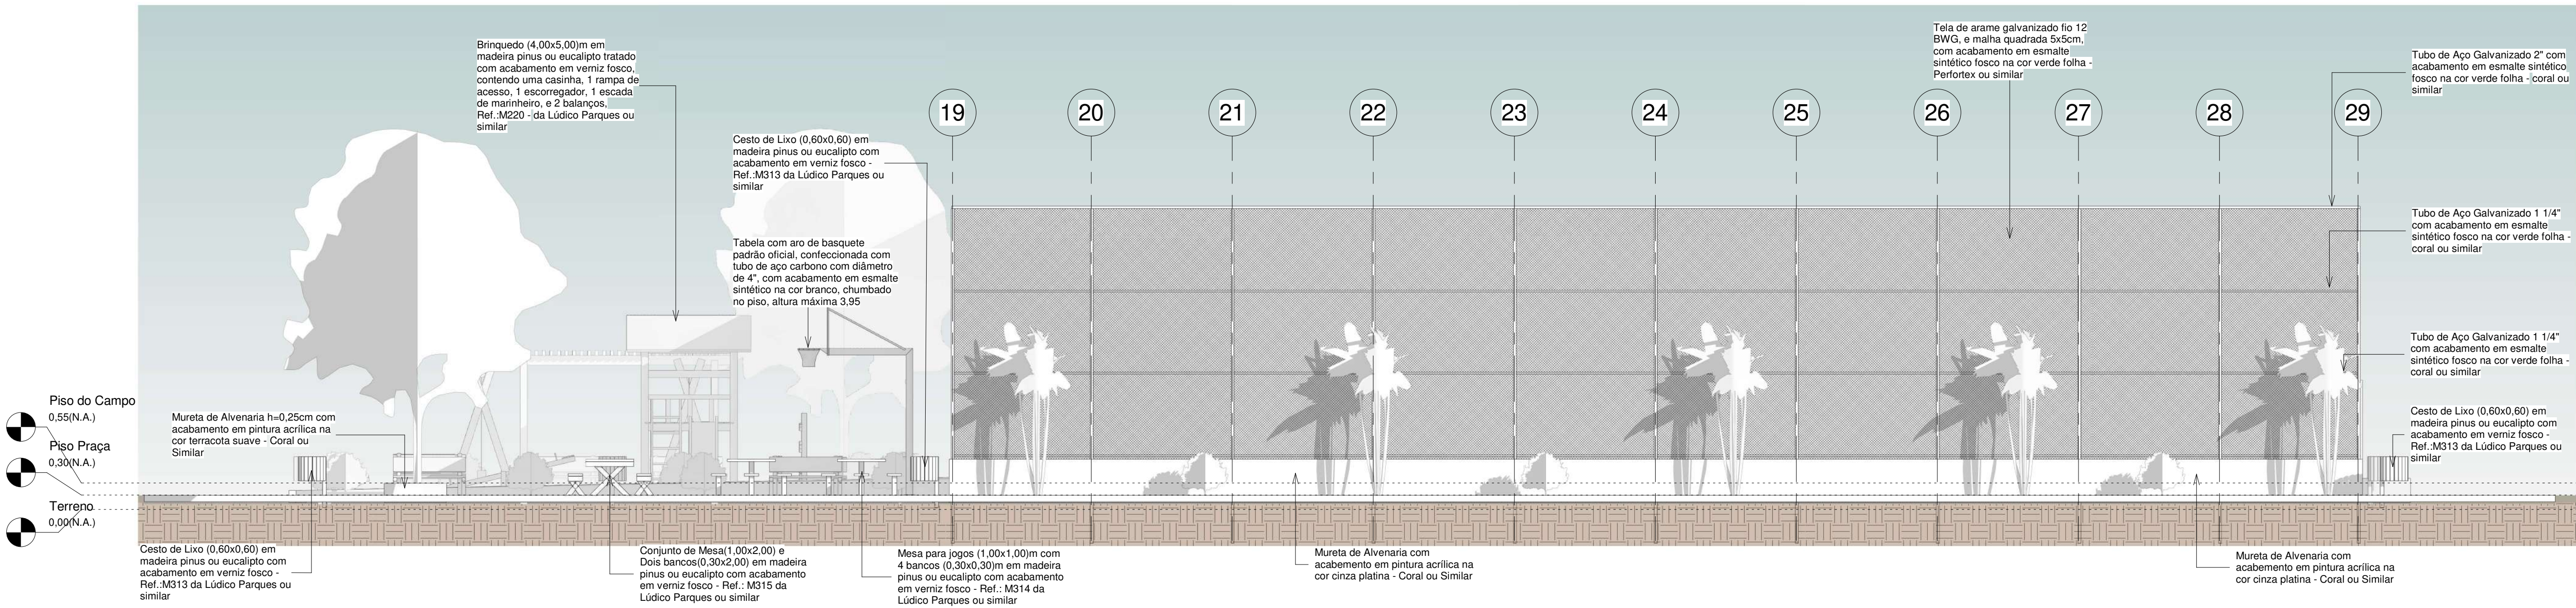 Brinquedo (4,00x5,00)m em
madeira pinus ou eucalipto tratado
com acabamento em verniz fosco,
contendo uma casinha, 1 rampa de
acesso, 1 escorregador, 1 escada
de marinheiro, e 2 balanços,
Ref.:M220 - da Lúdico Parques ou
similar
Cesto de Lixo (0,60x0,60) em
madeira pinus ou eucalipto com
acabamento em verniz fosco -
Ref.:M313 da Lúdico Parques ou
similar
Tabela com aro de basquete
padrão oficial, confeccionada com
tubo de aço carbono com diâmetro
de 4", com acabamento em esmalte
sintético na cor branco, chumbado
no piso, altura máxima 3,95
19
20
21
22
23
24
25
26
27
28
29
Tela de arame galvanizado fio 12
BWG, e malha quadrada 5x5cm,
com acabamento em esmalte
sintético fosco na cor verde folha -
Perfortex ou similar
Tubo de Aço Galvanizado 2" com
acabamento em esmalte sintético
fosco na cor verde folha - coral ou
similar
Tubo de Aço Galvanizado 1 1/4"
com acabamento em esmalte
sintético fosco na cor verde folha -
coral ou similar
Tubo de Aço Galvanizado 1 1/4"
com acabamento em esmalte
sintético fosco na cor verde folha -
coral ou similar
Cesto de Lixo (0,60x0,60) em
madeira pinus ou eucalipto com
acabamento em verniz fosco -
Ref.:M313 da Lúdico Parques ou
similar
Piso do Campo
0,55(N.A.)
Piso Praça
0,30(N.A.)
Terreno
0,00(N.A.)
Mureta de Alvenaria h=0,25cm com
acabamento em pintura acrílica na
cor terracota suave - Coral ou
Similar
Cesto de Lixo (0,60x0,60) em
madeira pinus ou eucalipto com
acabamento em verniz fosco -
Ref.:M313 da Lúdico Parques ou
similar
Conjunto de Mesa(1,00x2,00) e
Dois bancos(0,30x2,00) em madeira
pinus ou eucalipto com acabamento
em verniz fosco - Ref.: M315 da
Lúdico Parques ou similar
Mesa para jogos (1,00x1,00)m com
4 bancos (0,30x0,30)m em madeira
pinus ou eucalipto com acabamento
em verniz fosco - Ref.: M314 da
Lúdico Parques ou similar
Mureta de Alvenaria com
acabemento em pintura acrílica na
cor cinza platina - Coral ou Similar
Mureta de Alvenaria com
acabemento em pintura acrílica na
cor cinza platina - Coral ou Similar